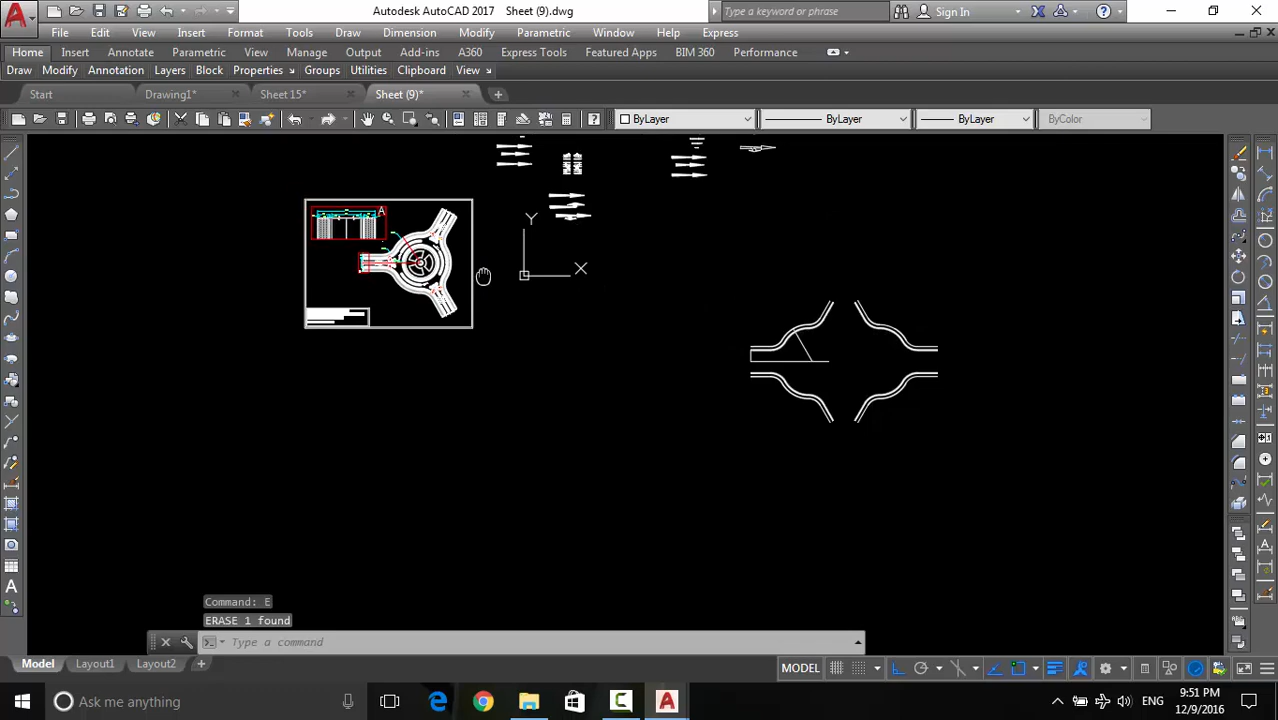 Autodesk AutoCAD 2017 Sheet (9).dwg
Type a keyword or phrase
Sign In
File Edit View Insert Format Tools Draw Dimension Modify Parametric Window Help Express
Home Insert Annotate Parametric View Manage Output Add-ins A360 Express Tools Featured Apps BIM 360 Performance
Draw Modify Annotation Layers Block Properties Groups Utilities Clipboard View
Start Drawing1* Sheet 15* Sheet (9)*
ByLayer ByLayer ByLayer ByColor
A
Y
X
Command: E
ERASE 1 found
Type a command
Model Layout1 Layout2
MODEL
Ask me anything
ENG
9:51 PM
12/9/2016